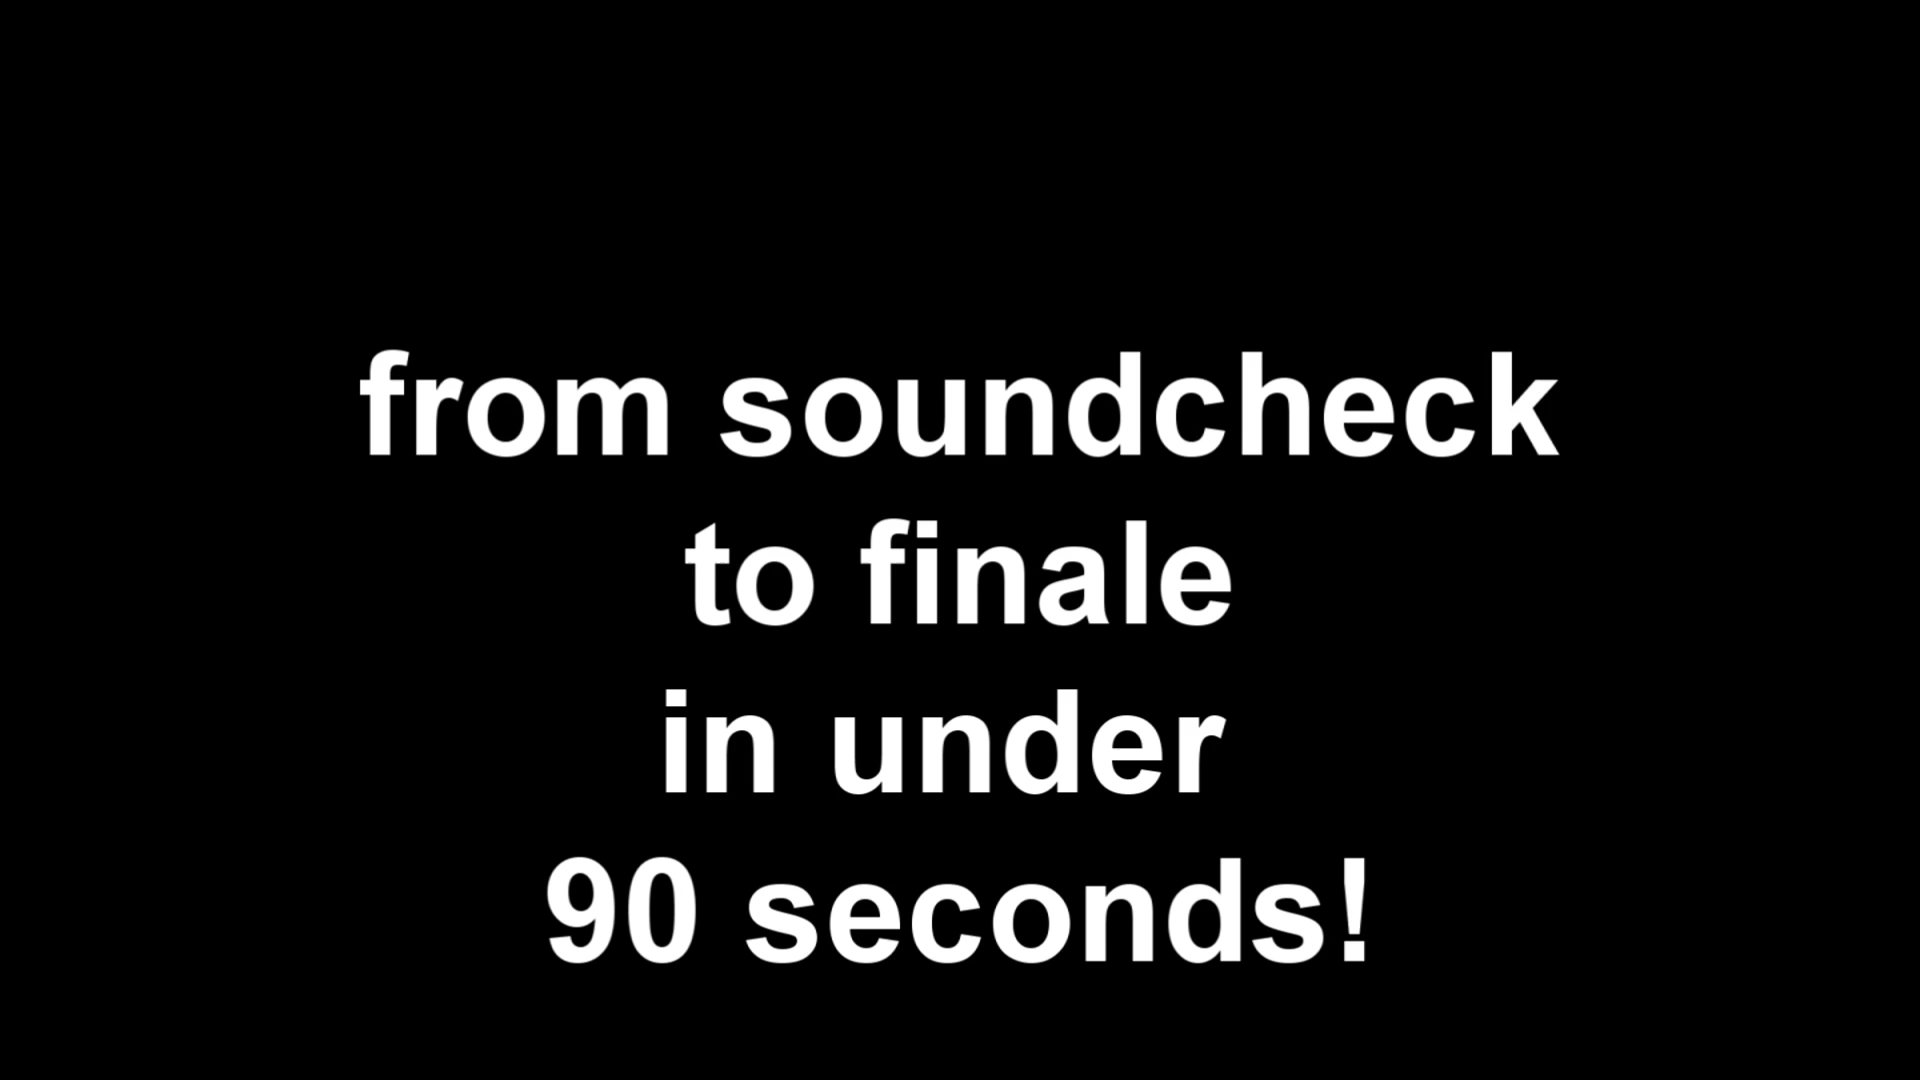 from soundcheck
to finale
in under
90 seconds!